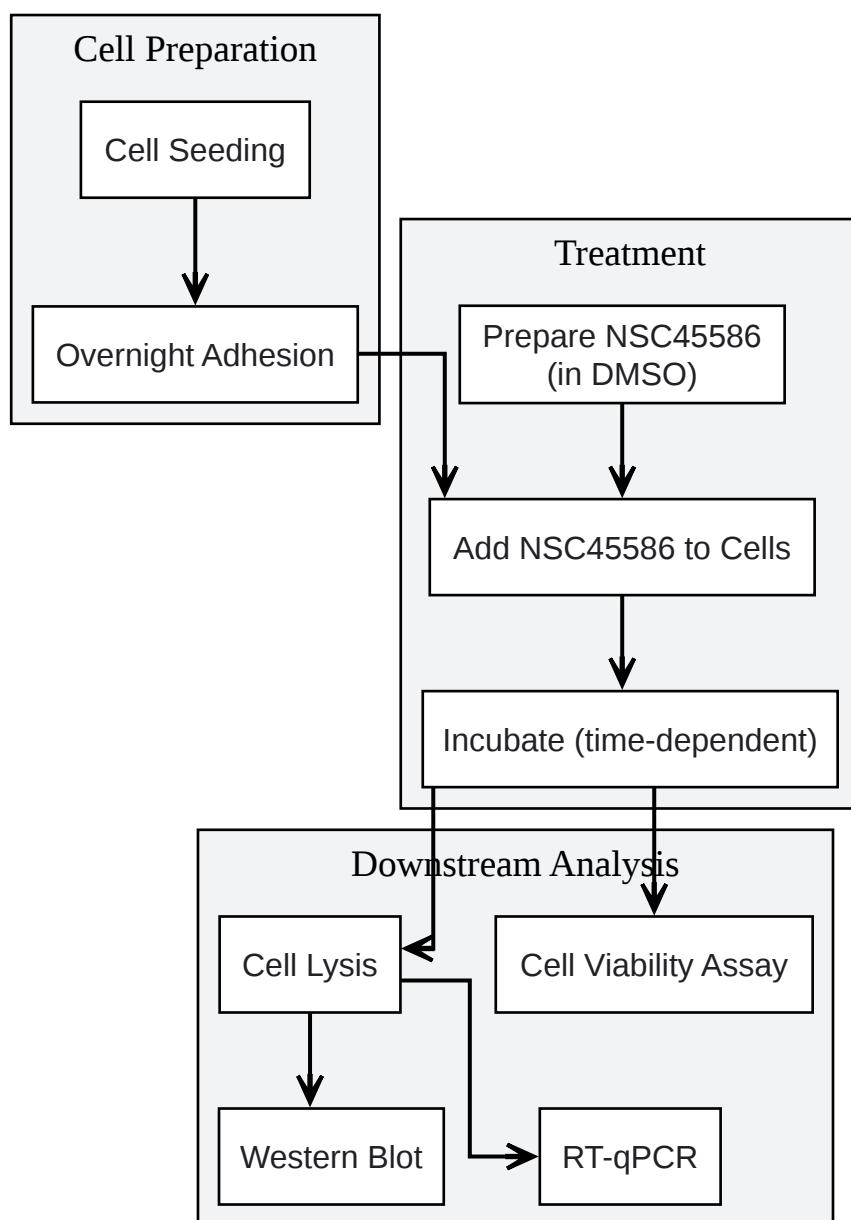 Cell Preparation
Cell Seeding
Overnight Adhesion
Treatment
Prepare NSC45586
(in DMSO)
Add NSC45586 to Cells
Incubate (time-dependent)
Downstream Analysis
Cell Lysis
Cell Viability Assay
Western Blot
RT-qPCR